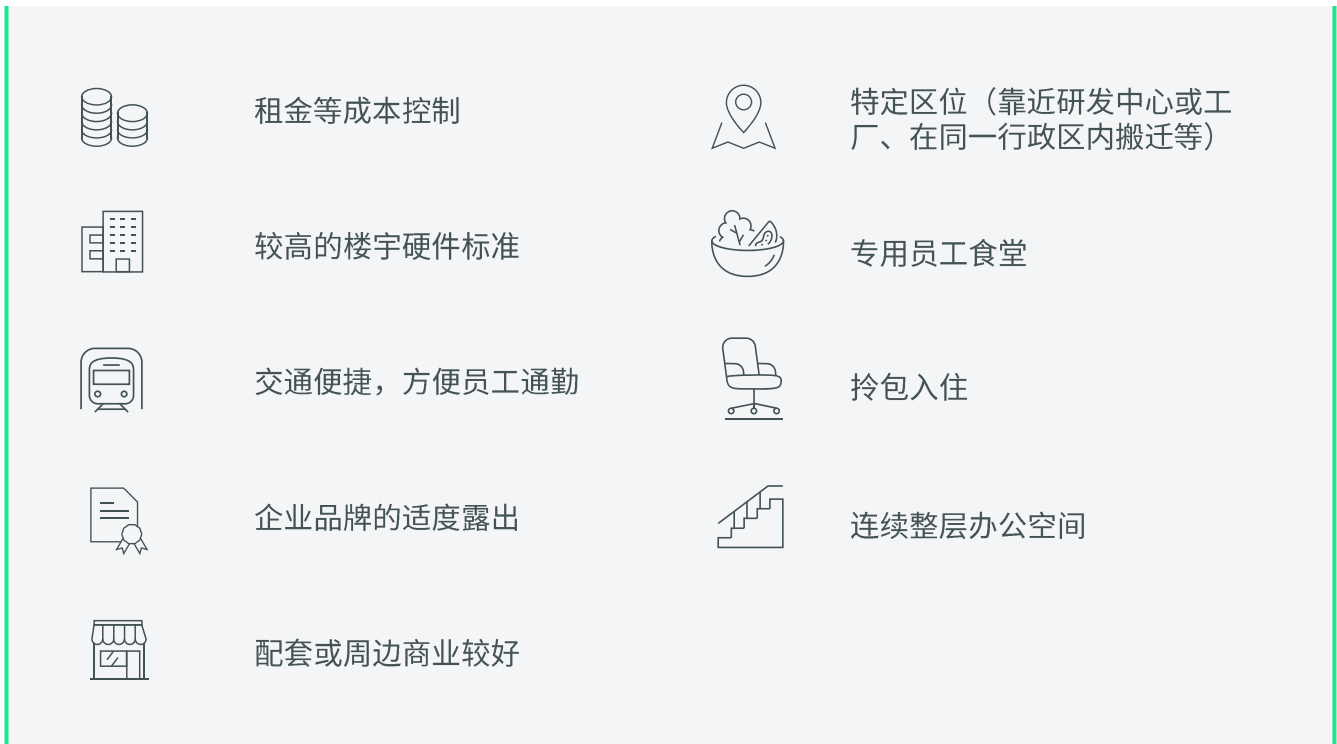 租金等成本控制
较高的楼宇硬件标准
交通便捷，方便员工通勤
企业品牌的适度露出
配套或周边商业较好
特定区位（靠近研发中心或工
厂、在同一行政区内搬迁等）
专用员工食堂
拎包入住
连续整层办公空间